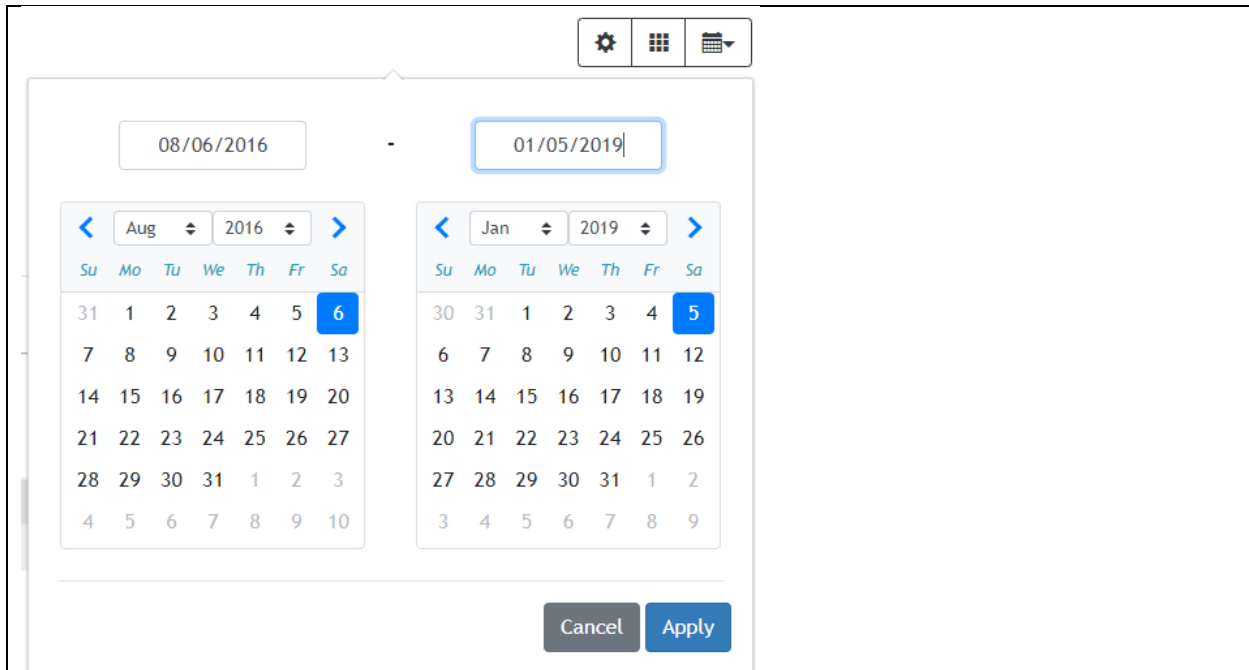 08/06/2016 - 01/05/2019
Aug 2016 Jan 2019
Su Mo Tu We Th Fr Sa Su Mo Tu We Th Fr Sa
31 1 2 3 4 5 6 30 31 1 2 3 4 5
7 8 9 10 11 12 13 6 7 8 9 10 11 12
14 15 16 17 18 19 20 13 14 15 16 17 18 19
21 22 23 24 25 26 27 20 21 22 23 24 25 26
28 29 30 31 1 2 3 27 28 29 30 31 1 2
4 5 6 7 8 9 10 3 4 5 6 7 8 9
Cancel Apply